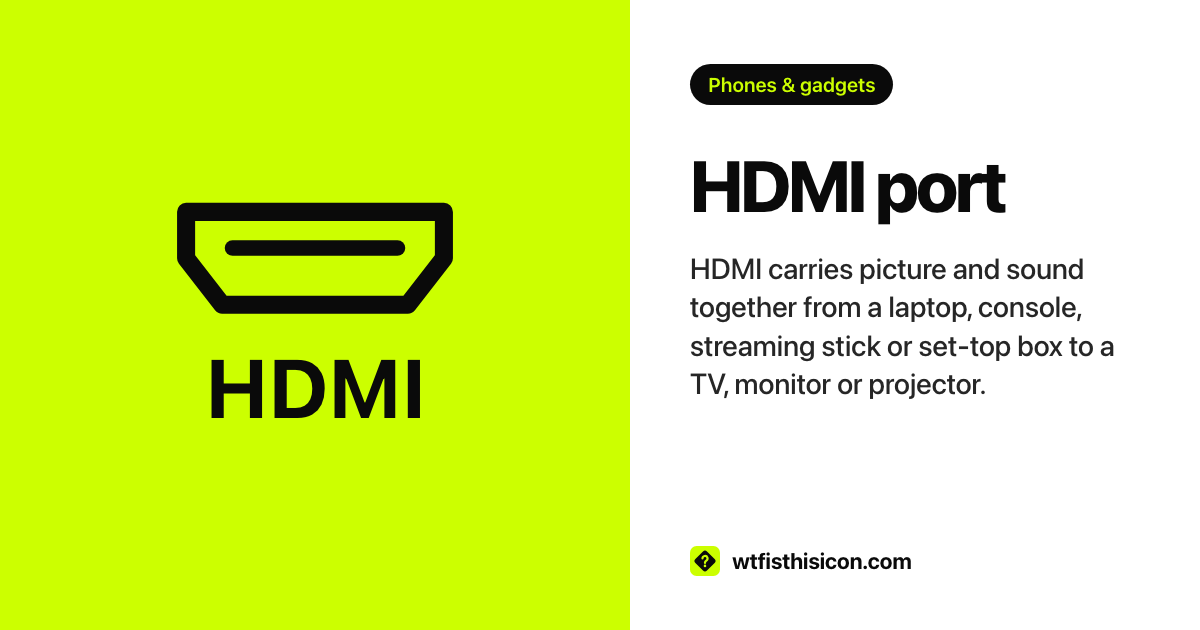 HDMI
Phones & gadgets
HDMI port
HDMI carries picture and sound
together from a laptop, console,
streaming stick or set-top box to a
TV, monitor or projector.
?
wtfisthisicon.com